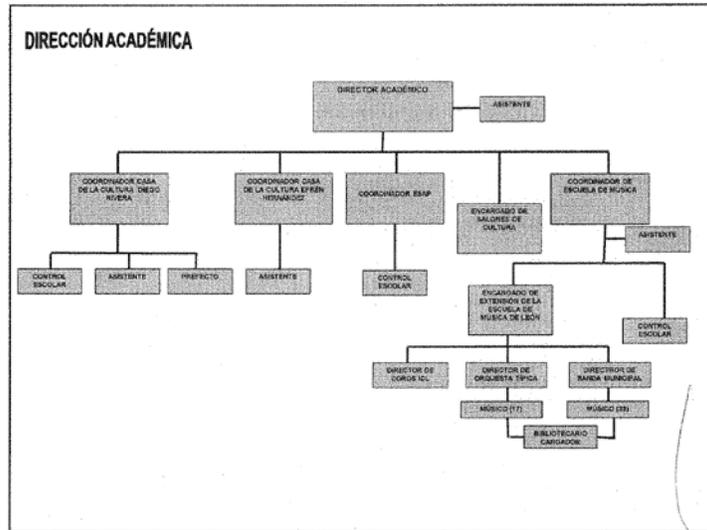 DIRECCIÓN ACADÉMICA
DIRECTOR ACADÉMICO
ASISTENTE
COORDINADOR CASA
DE LA CULTURA DIEGO
RIVERA
COORDINADOR CASA
DE LA CULTURA EFRÉN
HERNÁNDEZ
COORDINADOR ESAP
ENCARGADO DE
SALONES DE
CULTURA
COORDINADOR DE
ESCUELA DE MÚSICA
ASISTENTE
CONTROL
ESCOLAR
ASISTENTE
PREFECTO
ASISTENTE
CONTROL
ESCOLAR
ENCARGADO DE
EXTENSIÓN DE LA
ESCUELA DE
MÚSICA DE LEÓN
CONTROL
ESCOLAR
DIRECTOR DE
COROS ICL
DIRECTOR DE
ORQUESTA TÍPICA
DIRECTROR DE
BANDA MUNICIPAL
MÚSICO (17)
MÚSICO
BIBLIOTECARIO
CARGADOR